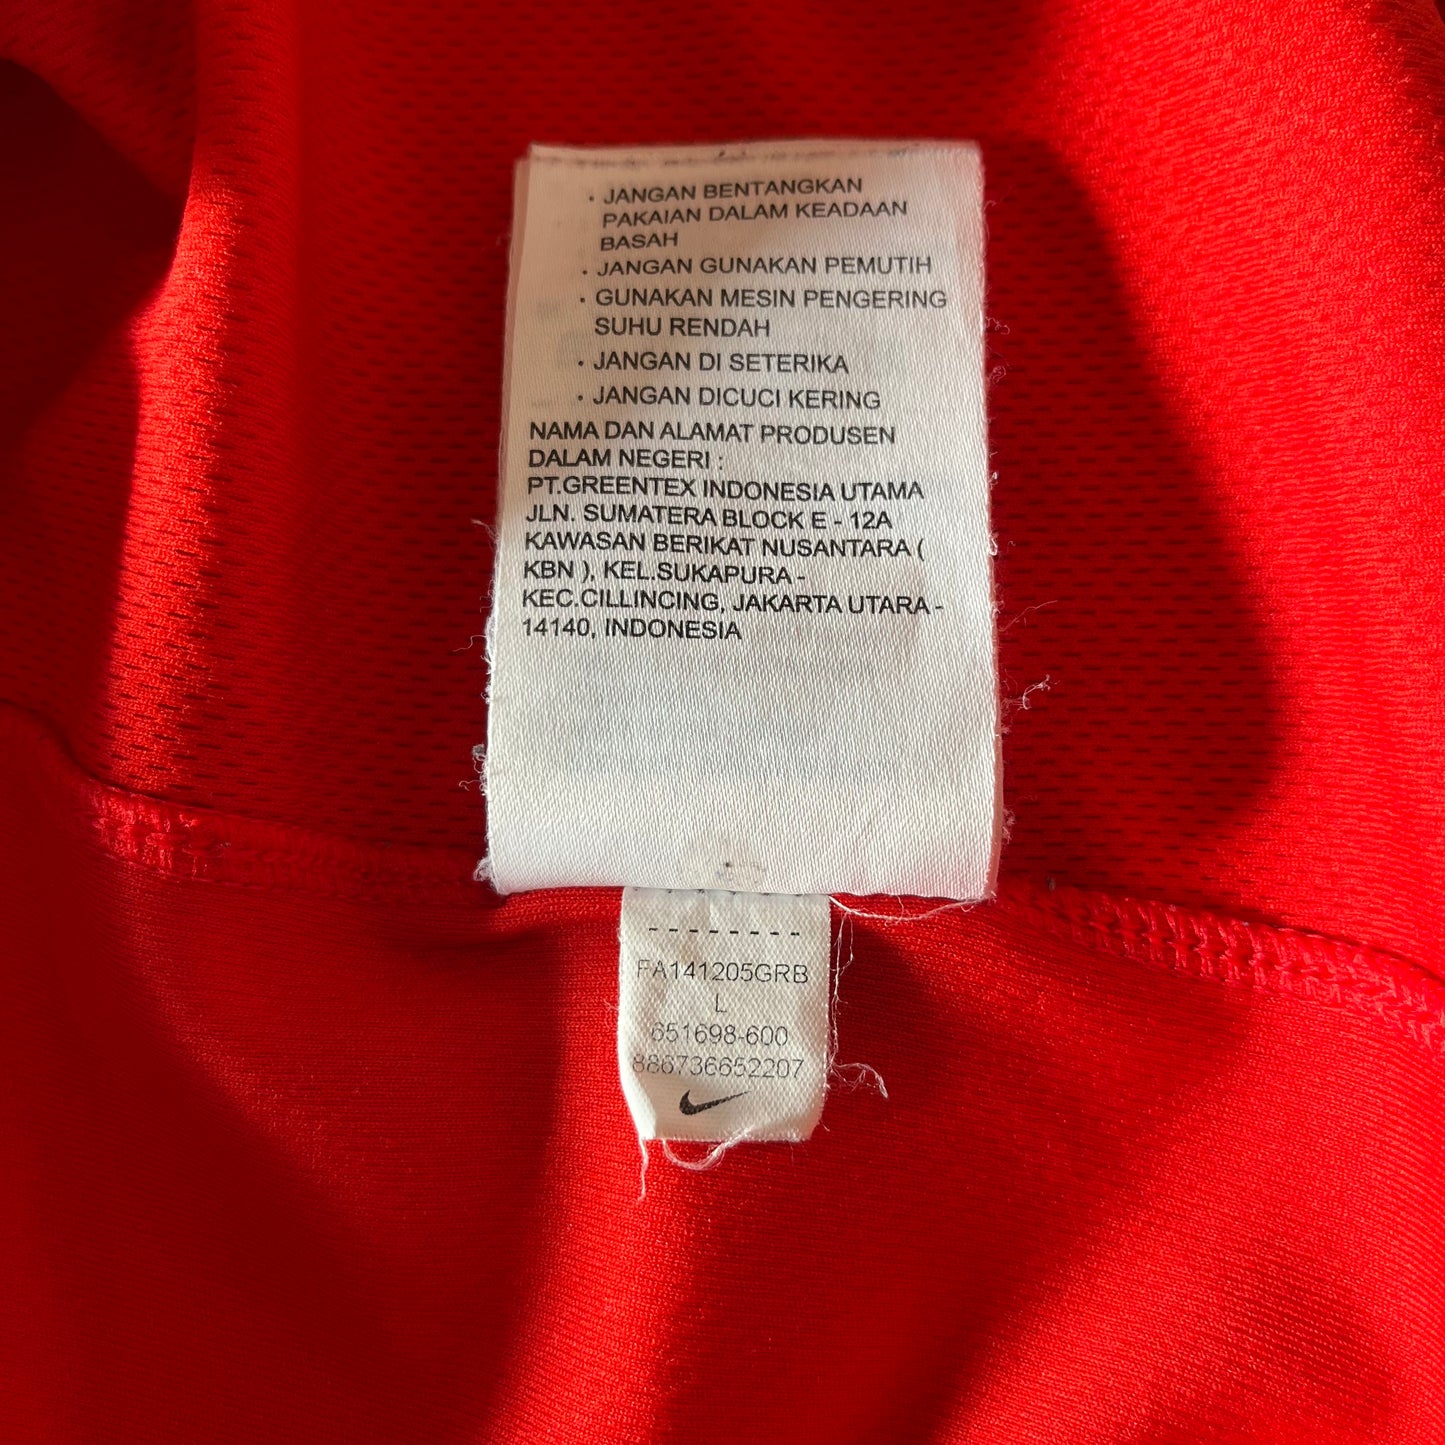 · JANGAN BENTANGKAN
PAKAIAN DALAM KEADAAN
BASAH
· JANGAN GUNAKAN PEMUTIH
· GUNAKAN MESIN PENGERING
SUHU RENDAH
· JANGAN DI SETERIKA
· JANGAN DICUCI KERING
NAMA DAN ALAMAT PRODUSEN
DALAM NEGERI :
PT.GREENTEX INDONESIA UTAMA
JLN. SUMATERA BLOCK E - 12A
KAWASAN BERIKAT NUSANTARA (
KBN ), KEL.SUKAPURA -
KEC.CILLINCING, JAKARTA UTARA -
14140, INDONESIA
--------
FA141205GRB
L
651698-600
886736652207